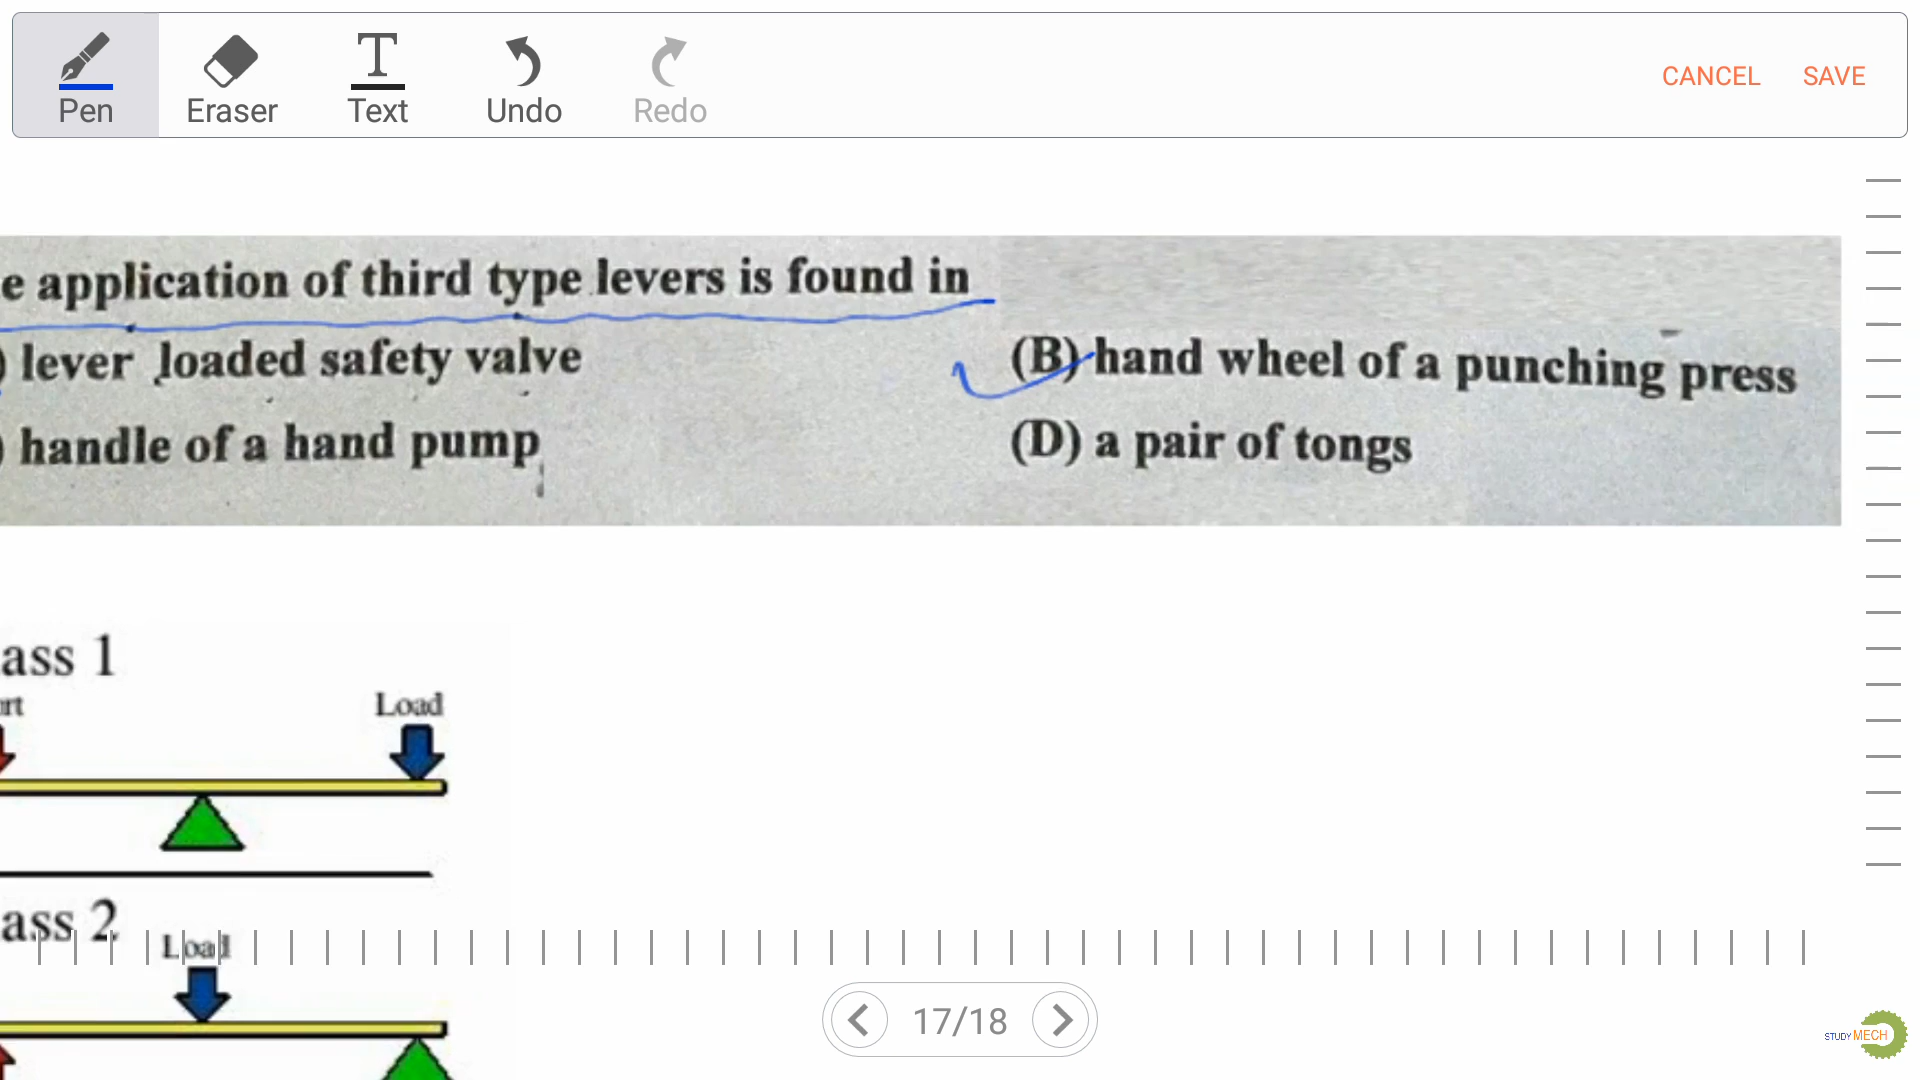 Pen Eraser Text Undo Redo CANCEL SAVE
e application of third type levers is found in
) lever loaded safety valve (B) hand wheel of a punching press
) handle of a hand pump (D) a pair of tongs
ass 1
rt Load
ass 2
Load
17/18
STUDY MECH